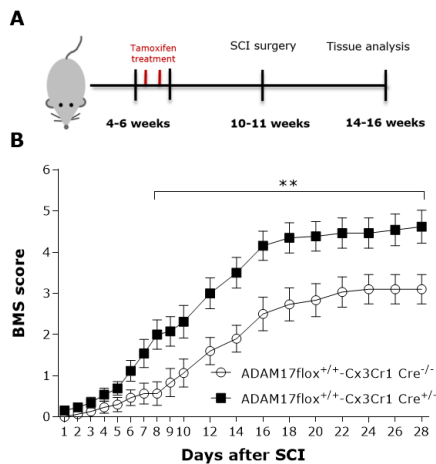 A
Tamoxifen
treatment
SCI surgery
Tissue analysis
4-6 weeks
10-11 weeks
14-16 weeks
B
**
6
5
4
3
2
1
0
BMS score
ADAM17flox+/+-Cx3Cr1 Cre-/-
ADAM17flox+/+-Cx3Cr1 Cre+/-
1 2 3 4 5 6 7 8 9 10 12 14 16 18 20 22 24 26 28
Days after SCI